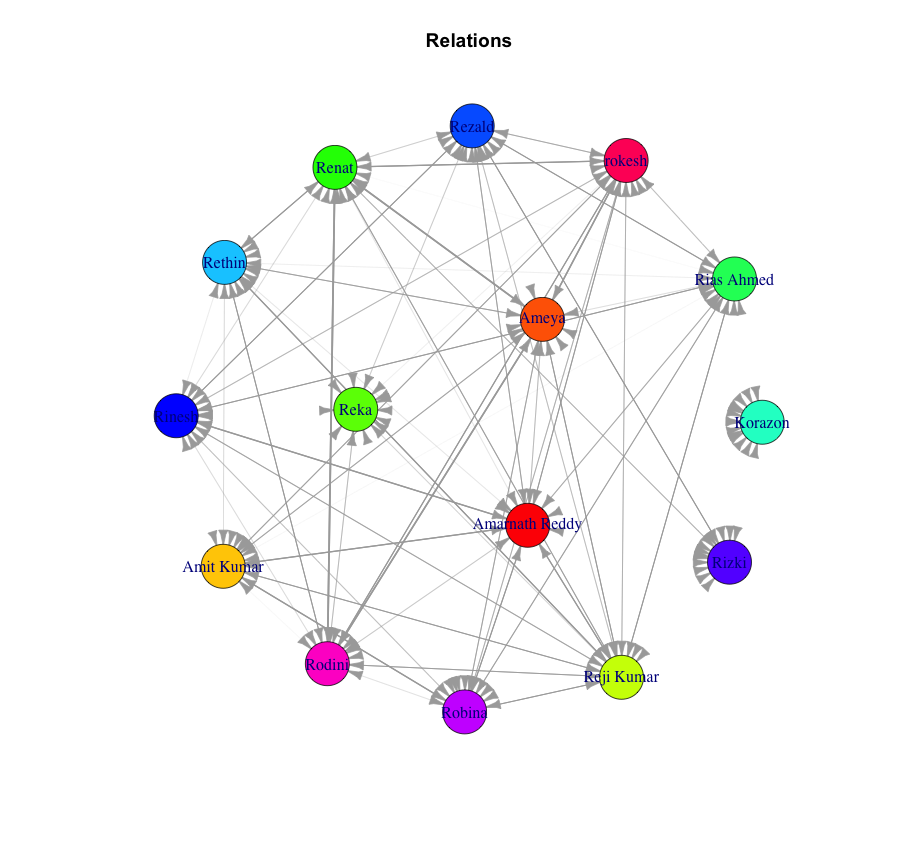 Relations
Rezald
rokesh
Renat
Rethin
Rias Ahmed
Ameya
Reka
Rinesh
Korazon
Amarnath Reddy
Amit Kumar
Rizki
Rodini
Reji Kumar
Robina